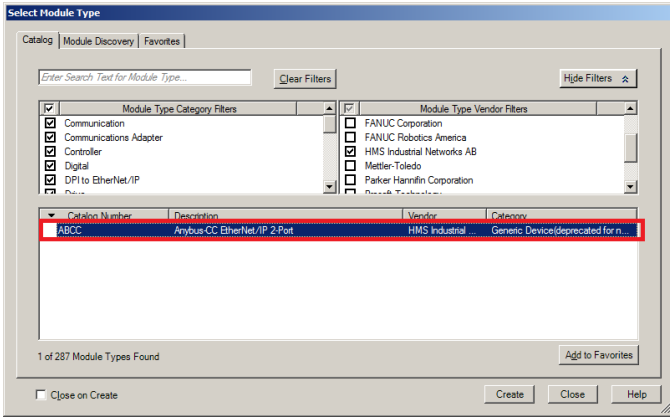 Select Module Type
Catalog Module Discovery Favorites
Enter Search Text for Module Type...
Clear Filters
Hide Filters
Module Type Category Filters
Communication
Communications Adapter
Controller
Digital
DPI to EtherNet/IP
Drive
Module Type Vendor Filters
FANUC Corporation
FANUC Robotics America
HMS Industrial Networks AB
Mettler-Toledo
Parker Hannifin Corporation
Prosoft Technology
Catalog Number Description Vendor Category
ABCC Anybus-CC EtherNet/IP 2-Port HMS Industrial ... Generic Device(deprecated for n...
1 of 287 Module Types Found
Add to Favorites
Close on Create
Create Close Help